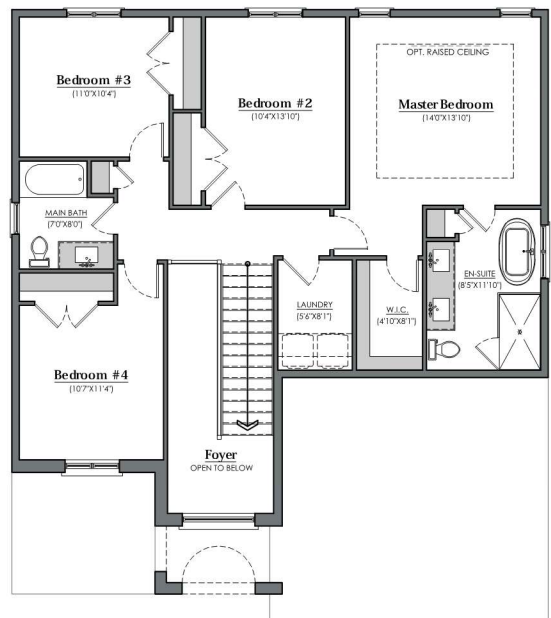 OPT. RAISED CEILING
Bedroom #3
(11'0"X10'4")
Bedroom #2
(10'4"X13'10")
Master Bedroom
(14'0"X13'10")
MAIN BATH
(7'0"X8'0")
EN-SUITE
(8'5"X11'10")
LAUNDRY
(5'6"X8'1")
W.I.C.
(4'10"X8'1")
Bedroom #4
(10'7"X11'4")
Foyer
OPEN TO BELOW